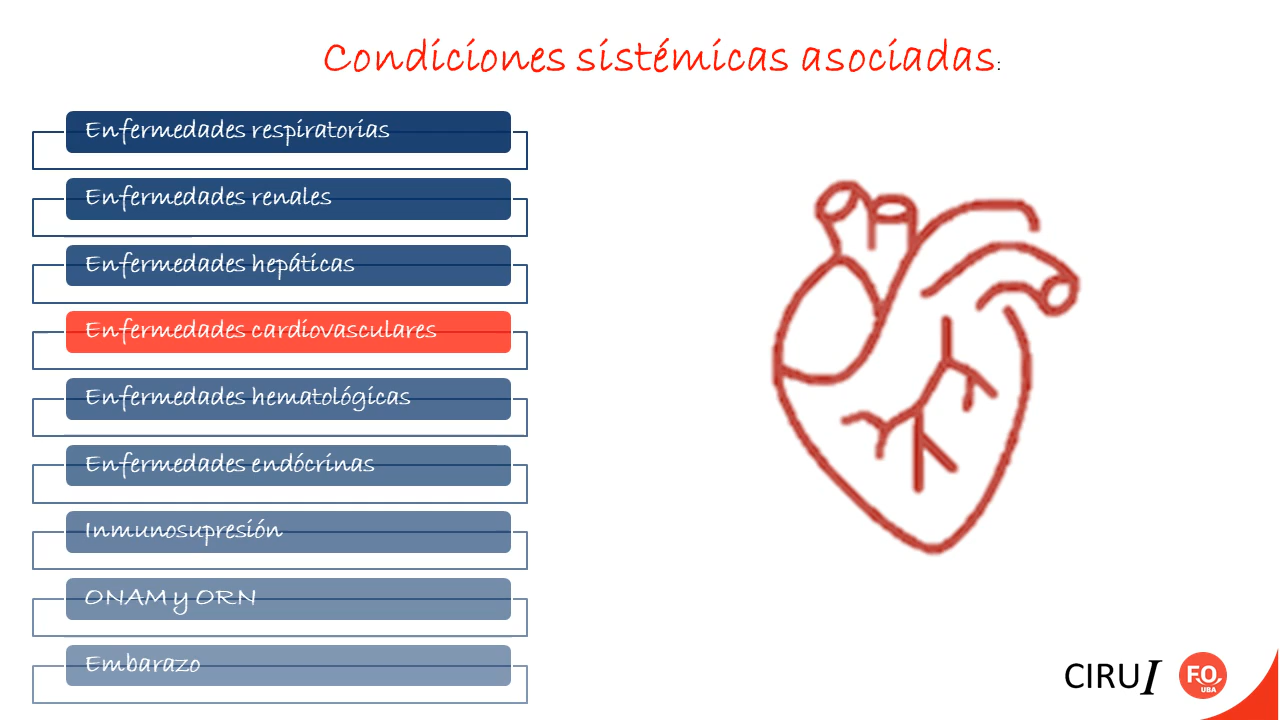 Condiciones sistémicas asociadas:
Enfermedades respiratorias
Enfermedades renales
Enfermedades hepáticas
Enfermedades cardiovasculares
Enfermedades hematológicas
Enfermedades endócrinas
Inmunosupresión
ONAM y ORN
Embarazo
CIRUI
F.O.
UBA